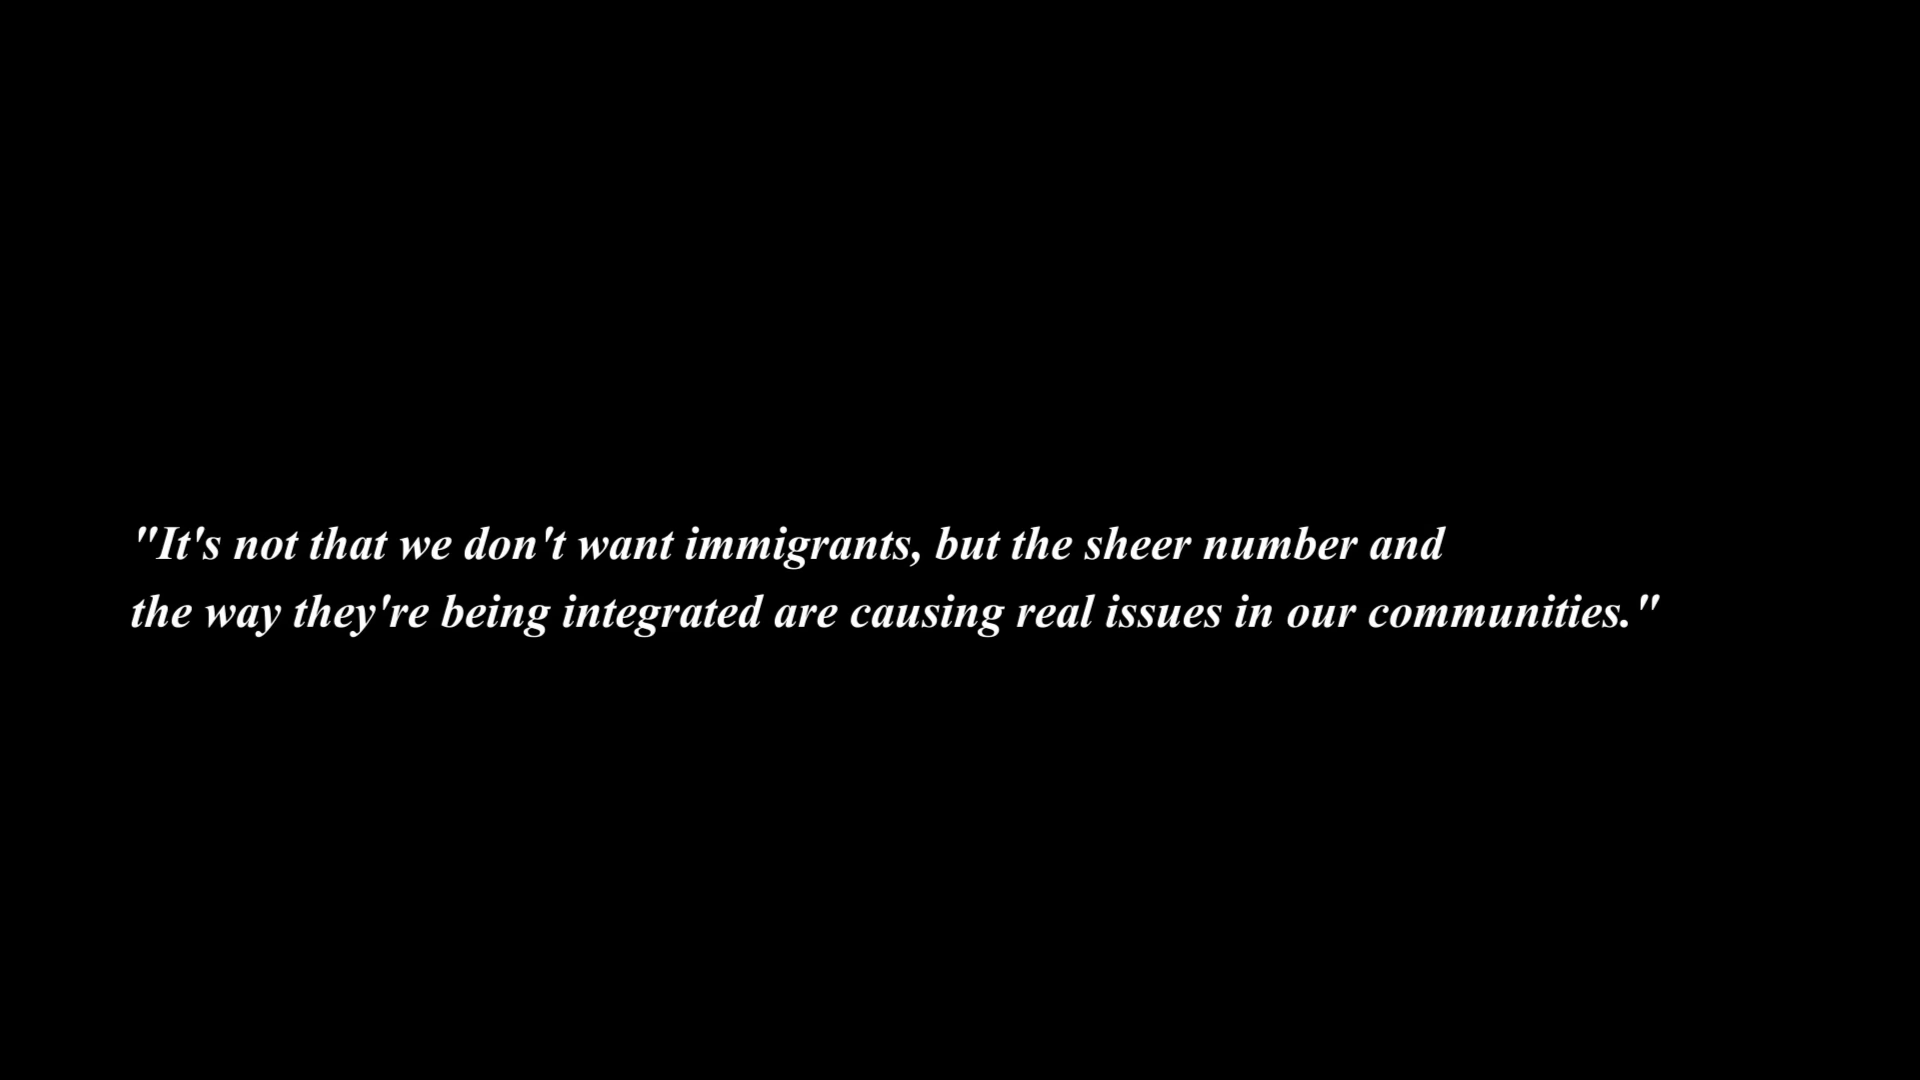 "It's not that we don't want immigrants, but the sheer number and
the way they're being integrated are causing real issues in our communities."